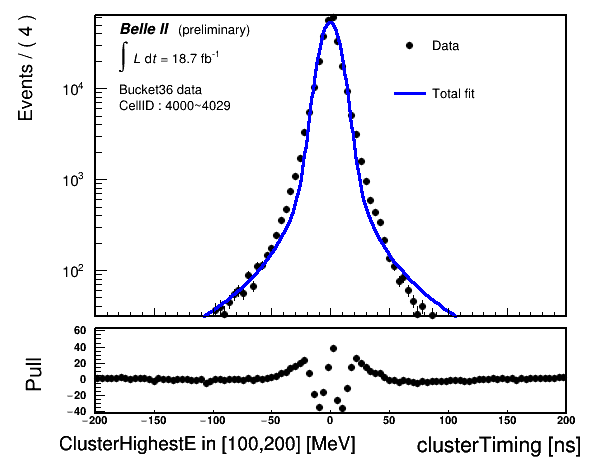 Events / ( 4 )
Belle II (preliminary)
∫ L dt = 18.7 fb⁻¹
Bucket36 data
CellID : 4000~4029
Data
Total fit
10⁴
10³
10²
Pull
60
40
20
0
−20
−40
−200 −150 −100 −50 0 50 100 150 200
ClusterHighestE in [100,200] [MeV] clusterTiming [ns]